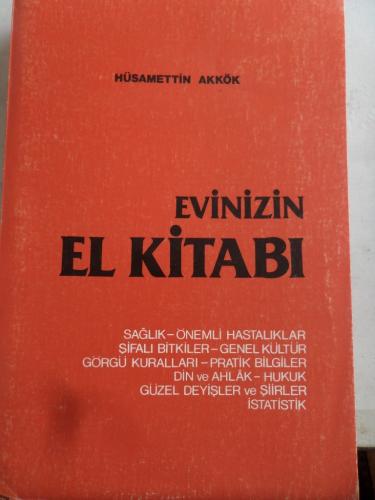 HÜSAMETTİN AKKÖK
EVİNİZİN
EL KİTABI
SAĞLIK – ÖNEMLİ HASTALIKLAR
ŞİFALI BİTKİLER – GENEL KÜLTÜR
GÖRGÜ KURALLARI – PRATİK BİLGİLER
DİN ve AHLÂK – HUKUK
GÜZEL DEYİŞLER ve ŞİİRLER
İSTATİSTİK